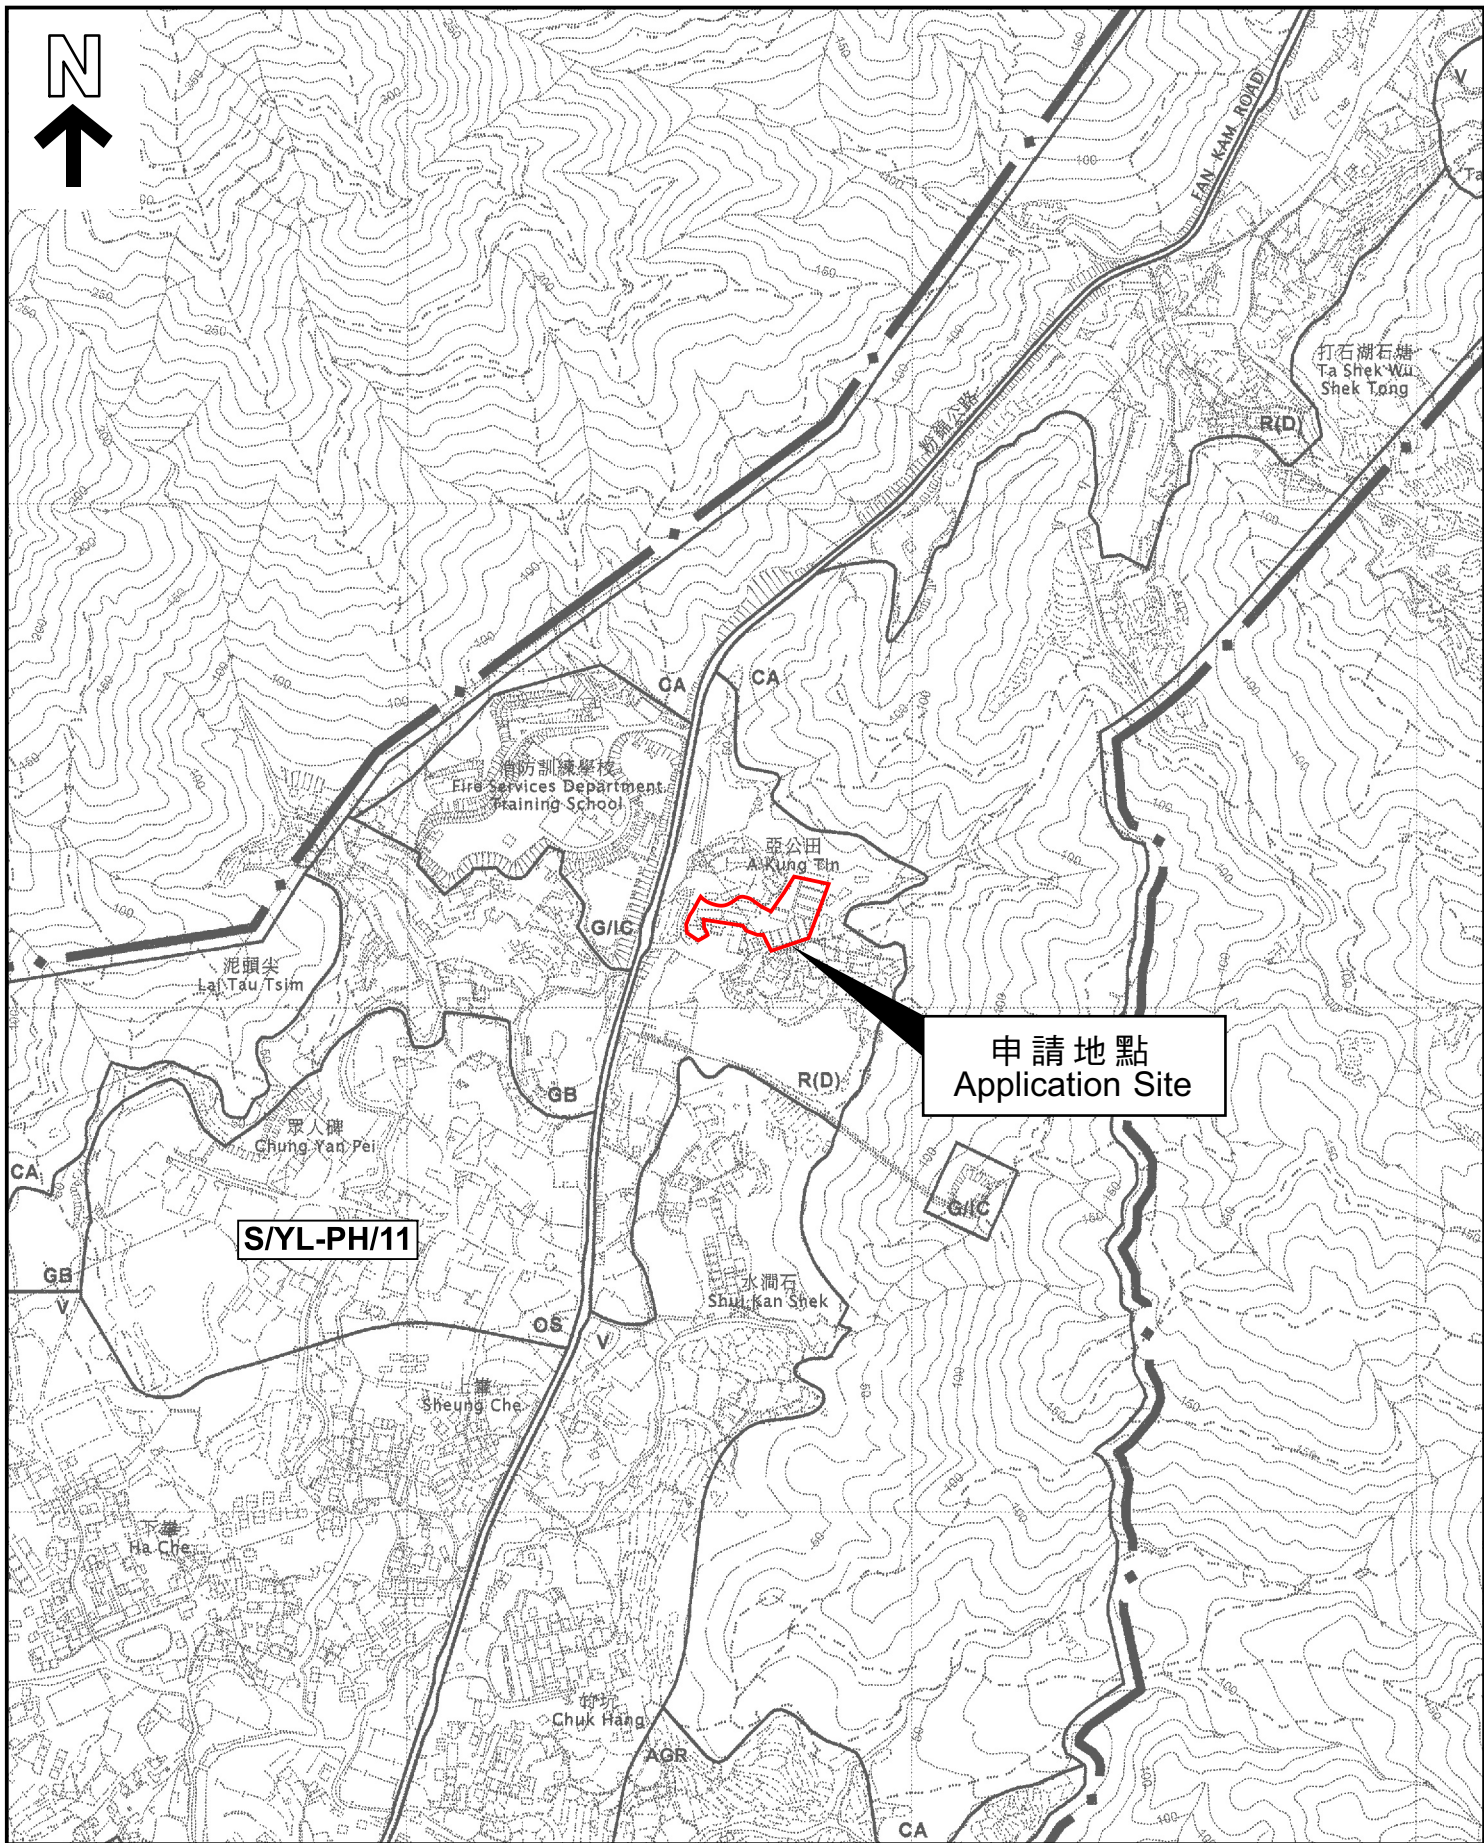 N
V
Ta
FAN KAM ROAD
粉錦公路
打石湖石塘
Ta Shek Wu
Shek Tong
R(D)
CA
CA
消防訓練學校
Fire Services Department
Training School
亞公田
A Kung Tin
G/IC
泥頭尖
Lai Tau Tsim
申請地點
Application Site
R(D)
GB
眾人碑
Chung Yan Pei
CA
G/IC
S/YL-PH/11
GB
V
水澗石
Shui Kan Shek
OS
V
上輋
Sheung Che
下輋
Ha Che
竹坑
Chuk Hang
AGR
CA